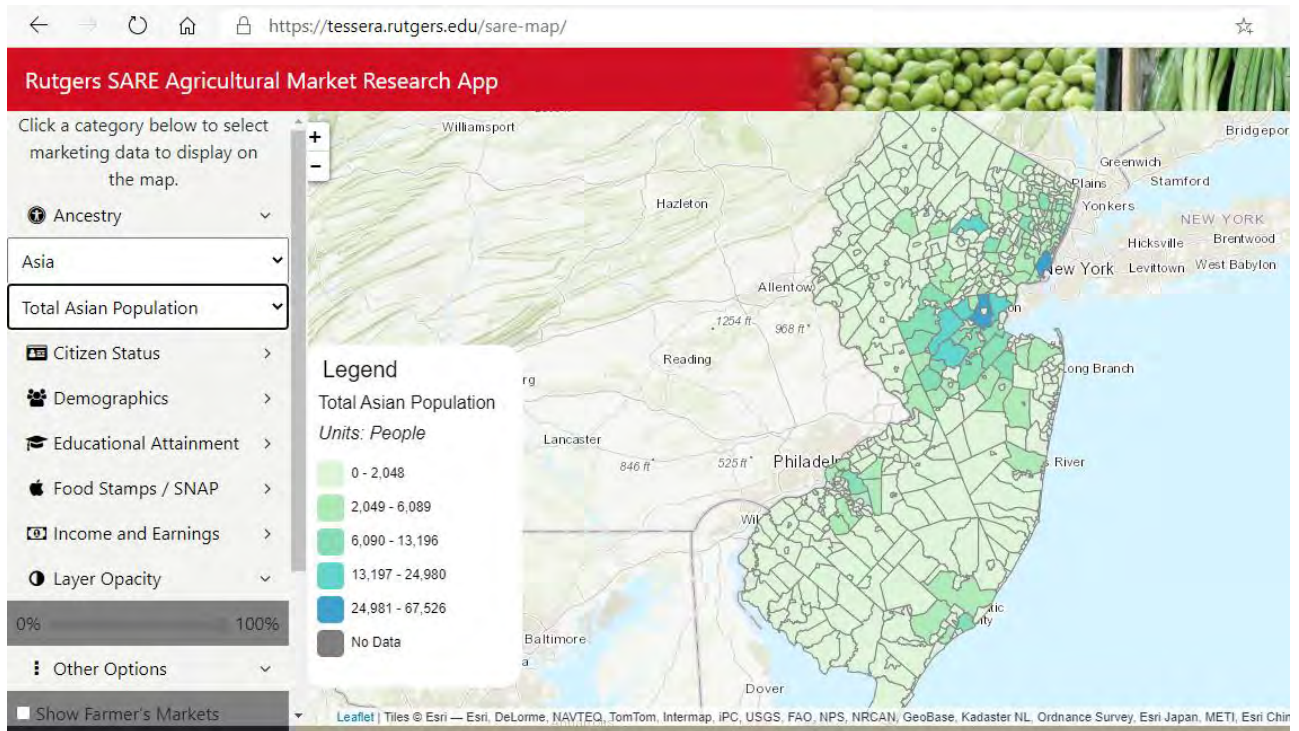 https://tessera.rutgers.edu/sare-map/
Rutgers SARE Agricultural Market Research App
Click a category below to select
marketing data to display on
the map.
Ancestry
Asia
Total Asian Population
Citizen Status
Demographics
Educational Attainment
Food Stamps / SNAP
Income and Earnings
Layer Opacity
0% 100%
Other Options
Show Farmer's Markets
+
−
Williamsport
Bridgepor
Greenwich
Plains
Stamford
Yonkers
Hazleton
NEW YORK
Hicksville
Brentwood
New York
Levittown
West Babylon
Allentow
on
1254 ft
968 ft
Reading
Long Branch
rg
Lancaster
846 ft
525 ft
Philadel
River
Wil
tic
ity
Baltimore
a
Dover
Legend
Total Asian Population
Units: People
0 - 2,048
2,049 - 6,089
6,090 - 13,196
13,197 - 24,980
24,981 - 67,526
No Data
Leaflet | Tiles © Esri — Esri, DeLorme, NAVTEQ, TomTom, Intermap, iPC, USGS, FAO, NPS, NRCAN, GeoBase, Kadaster NL, Ordnance Survey, Esri Japan, METI, Esri Chin